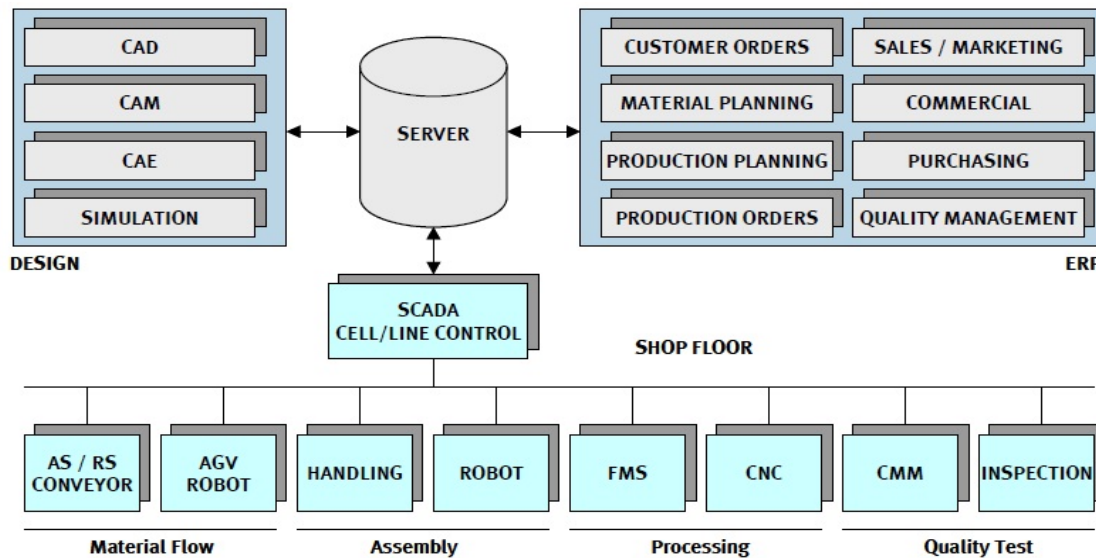 CAD
CAM
CAE
SIMULATION
DESIGN
SERVER
CUSTOMER ORDERS
SALES / MARKETING
MATERIAL PLANNING
COMMERCIAL
PRODUCTION PLANNING
PURCHASING
PRODUCTION ORDERS
QUALITY MANAGEMENT
ERP
SCADA
CELL/LINE CONTROL
SHOP FLOOR
AS / RS
CONVEYOR
AGV
ROBOT
HANDLING
ROBOT
FMS
CNC
CMM
INSPECTION
Material Flow
Assembly
Processing
Quality Test